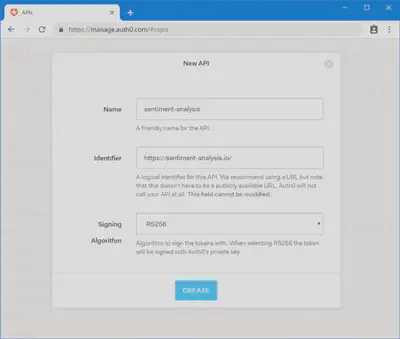 APIs
https://manage.auth0.com/#/apis
New API
Name
sentiment-analysis
A friendly name for the API.
Identifier
https://sentiment-analysis.io/
A logical identifier for this API. We recommend using a URL but note
that this doesn't have to be a publicly available URL. Auth0 will not
call your API at all. This field cannot be modified.
Signing
Algorithm
RS256
Algorithm to sign the tokens with. When selecting RS256 the token
will be signed with Auth0's private key.
CREATE